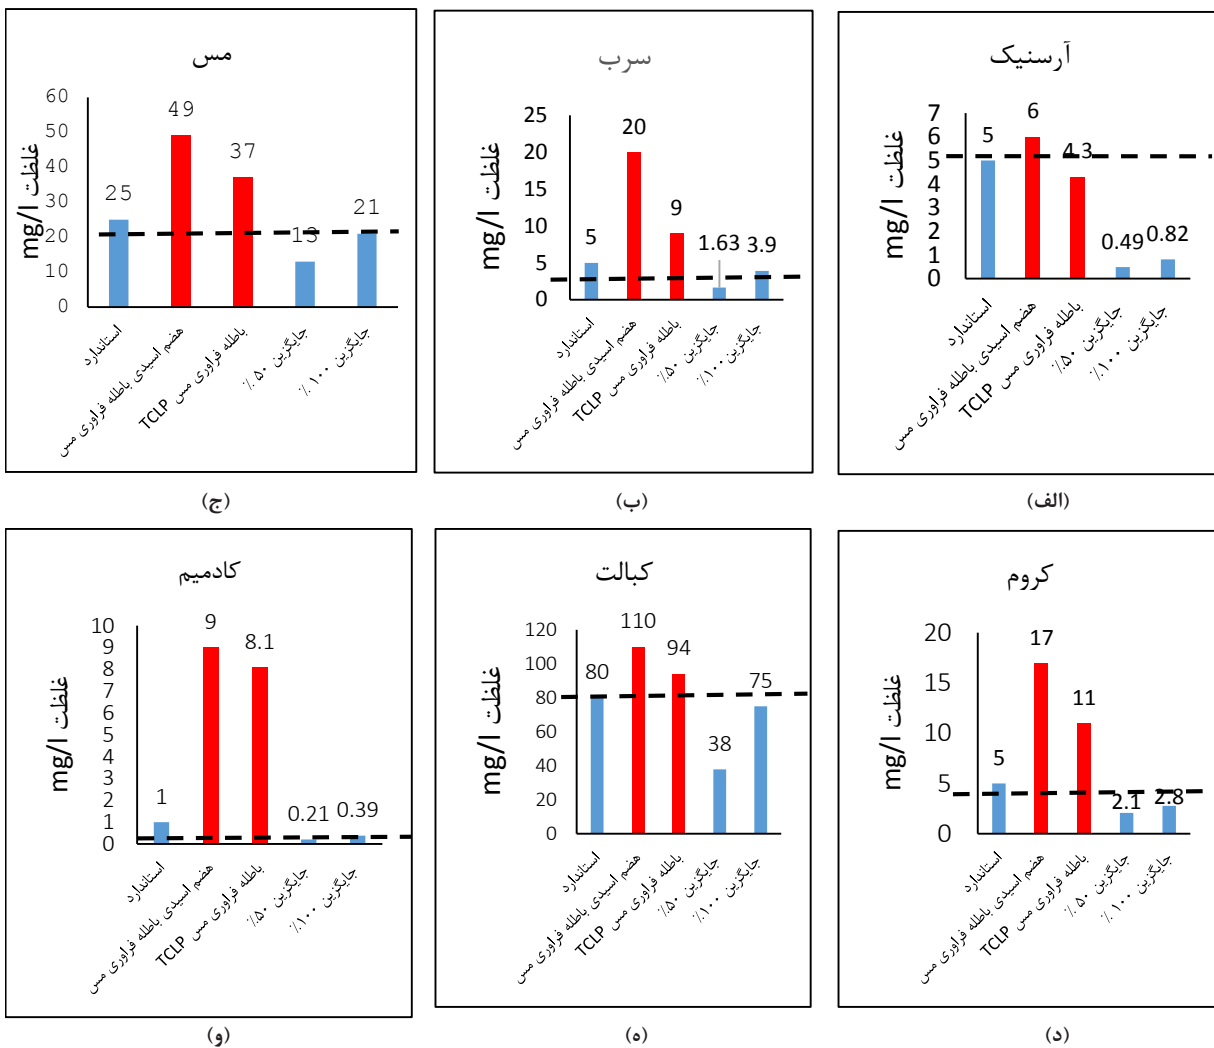 آرسنیک
غلظت mg/l
7
6
5
4
3
2
1
0
5
6
4.3
0.49
0.82
استاندارد
هضم اسیدی باطله فراوری مس
باطله فراوری مس TCLP
جایگزین ۵۰٪
جایگزین ۱۰۰٪
(الف)
سرب
غلظت mg/l
25
20
15
10
5
0
5
20
9
1.63
3.9
استاندارد
هضم اسیدی باطله فراوری مس
باطله فراوری مس TCLP
جایگزین ۵۰٪
جایگزین ۱۰۰٪
(ب)
مس
غلظت mg/l
60
50
40
30
20
10
0
25
49
37
13
21
استاندارد
هضم اسیدی باطله فراوری مس
باطله فراوری مس TCLP
جایگزین ۵۰٪
جایگزین ۱۰۰٪
(ج)
کروم
غلظت mg/l
20
15
10
5
0
5
17
11
2.1
2.8
استاندارد
هضم اسیدی باطله فراوری مس
باطله فراوری مس TCLP
جایگزین ۵۰٪
جایگزین ۱۰۰٪
(د)
کبالت
غلظت mg/l
120
100
80
60
40
20
0
80
110
94
38
75
استاندارد
هضم اسیدی باطله فراوری مس
باطله فراوری مس TCLP
جایگزین ۵۰٪
جایگزین ۱۰۰٪
(ه)
کادمیم
غلظت mg/l
10
9
8
7
6
5
4
3
2
1
0
1
9
8.1
0.21
0.39
استاندارد
هضم اسیدی باطله فراوری مس
باطله فراوری مس TCLP
جایگزین ۵۰٪
جایگزین ۱۰۰٪
(و)